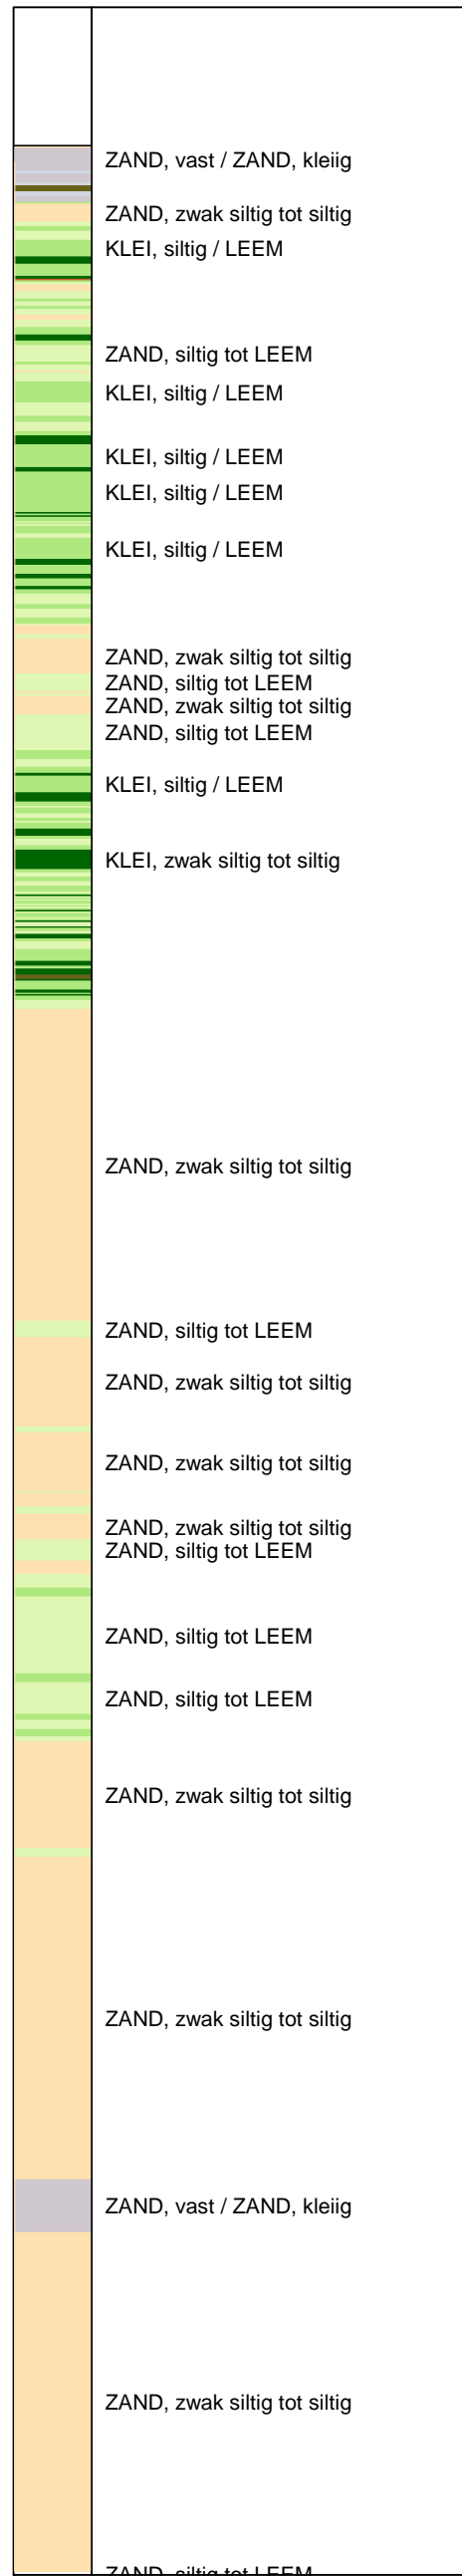 ZAND, vast / ZAND, kleiig
ZAND, zwak siltig tot siltig
KLEI, siltig / LEEM
ZAND, siltig tot LEEM
KLEI, siltig / LEEM
KLEI, siltig / LEEM
KLEI, siltig / LEEM
KLEI, siltig / LEEM
ZAND, zwak siltig tot siltig
ZAND, siltig tot LEEM
ZAND, zwak siltig tot siltig
ZAND, siltig tot LEEM
KLEI, siltig / LEEM
KLEI, zwak siltig tot siltig
ZAND, zwak siltig tot siltig
ZAND, siltig tot LEEM
ZAND, zwak siltig tot siltig
ZAND, zwak siltig tot siltig
ZAND, zwak siltig tot siltig
ZAND, siltig tot LEEM
ZAND, siltig tot LEEM
ZAND, siltig tot LEEM
ZAND, zwak siltig tot siltig
ZAND, zwak siltig tot siltig
ZAND, vast / ZAND, kleiig
ZAND, zwak siltig tot siltig
ZAND, siltig tot LEEM